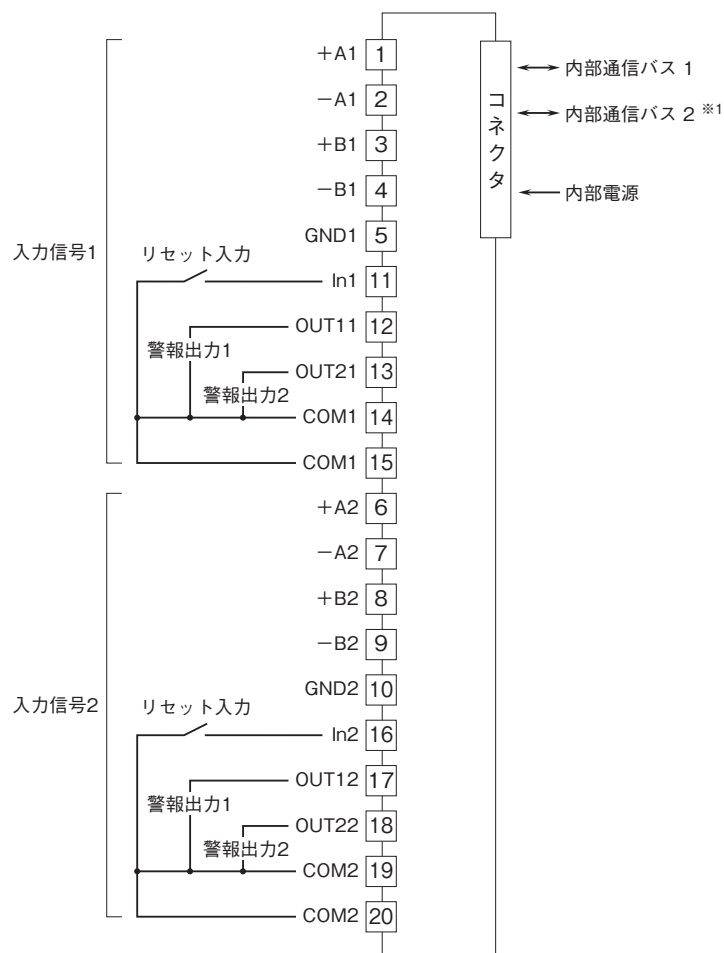 +A1 1
−A1 2
+B1 3
−B1 4
GND1 5
入力信号1
リセット入力
In1 11
OUT11 12
警報出力1
OUT21 13
警報出力2
COM1 14
COM1 15
+A2 6
−A2 7
+B2 8
−B2 9
GND2 10
入力信号2
リセット入力
In2 16
OUT12 17
警報出力1
OUT22 18
警報出力2
COM2 19
COM2 20
コネクタ
内部通信バス 1
内部通信バス 2 ※1
内部電源